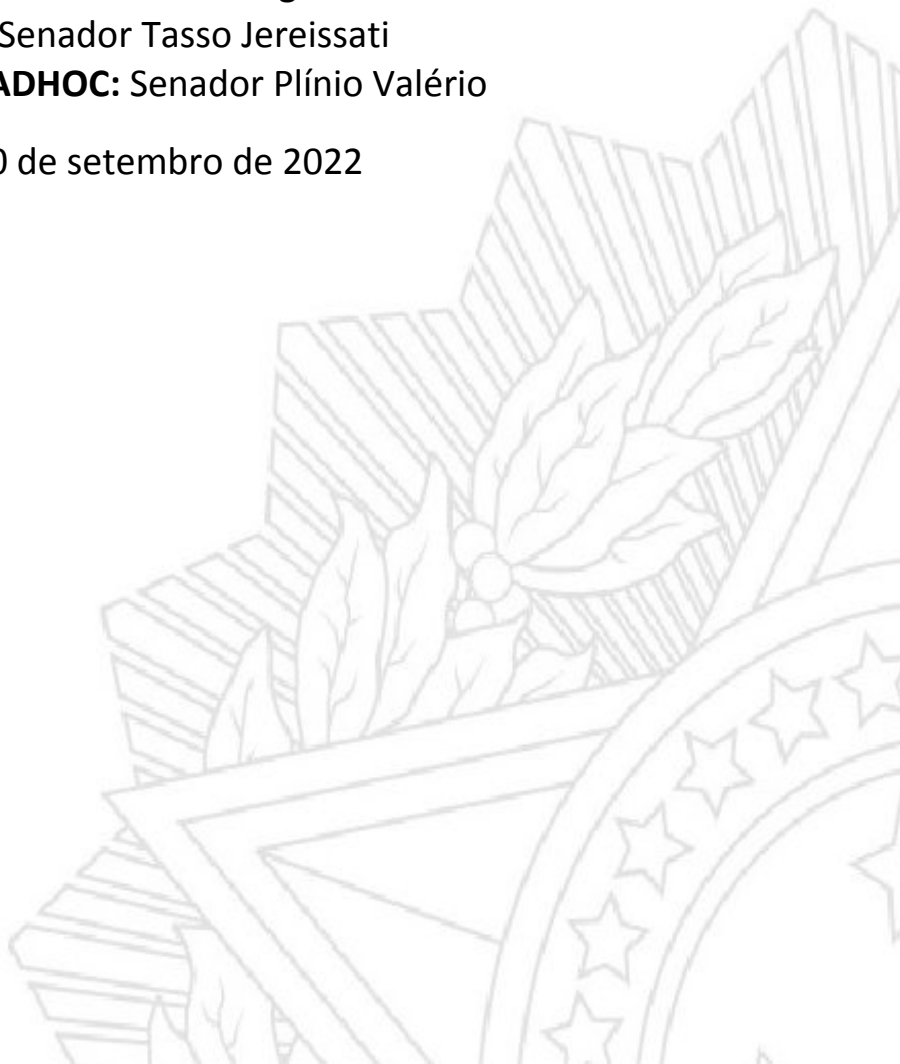 Senador Tasso Jereissati
ADHOC: Senador Plínio Valério
0 de setembro de 2022